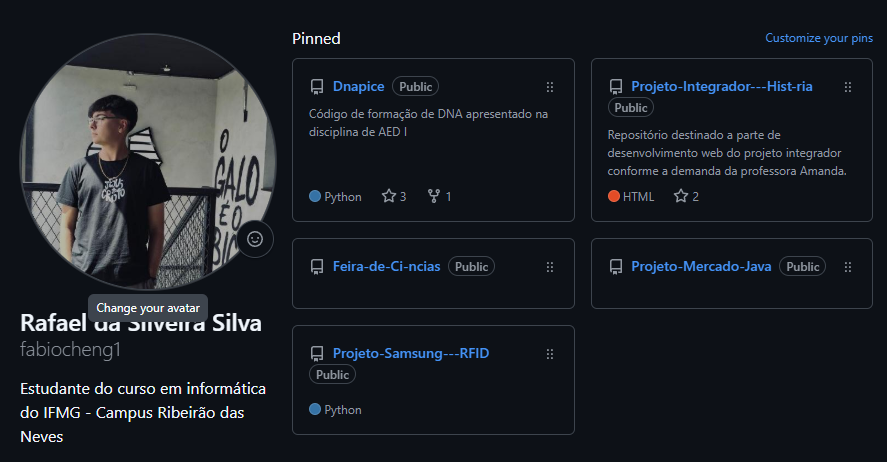 Pinned
Customize your pins
Dnapice Public
Código de formação de DNA apresentado na
disciplina de AED I
Python 3 1
Projeto-Integrador---Hist-ria
Public
Repositório destinado a parte de
desenvolvimento web do projeto integrador
conforme a demanda da professora Amanda.
HTML 2
Feira-de-Ci-ncias Public
Projeto-Mercado-Java Public
Projeto-Samsung---RFID
Public
Python
O
GALO
É O
JESUS
Change your avatar
Rafael da Silveira Silva
fabiocheng1
Estudante do curso em informática
do IFMG - Campus Ribeirão das
Neves